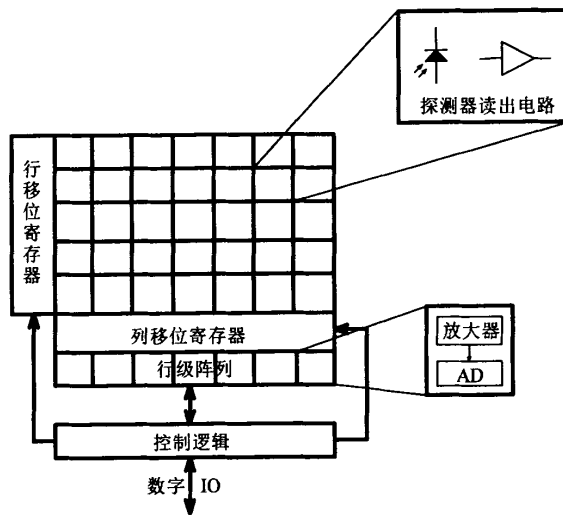 探测器读出电路
行移位寄存器
列移位寄存器
行级阵列
放大器
AD
控制逻辑
数字 IO